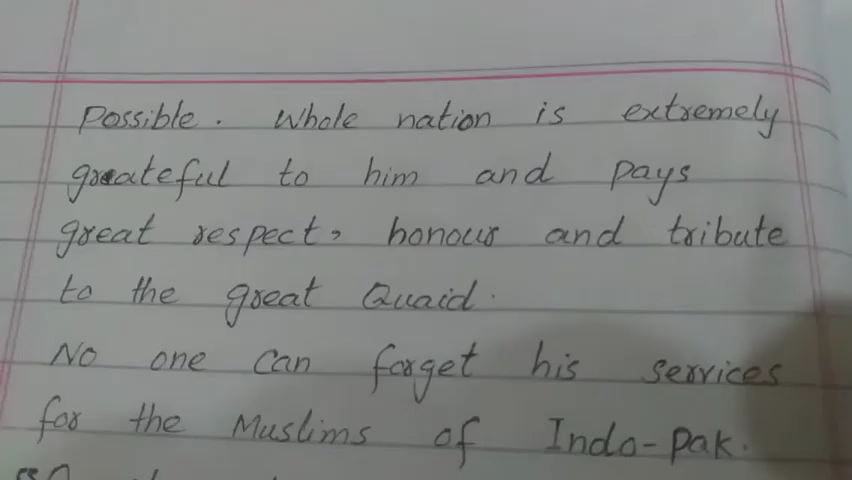 Possible. Whole nation is extremely
greateful to him and pays
great respect, honour and tribute
to the great Quaid.
No one can forget his services
for the Muslims of Indo-Pak.